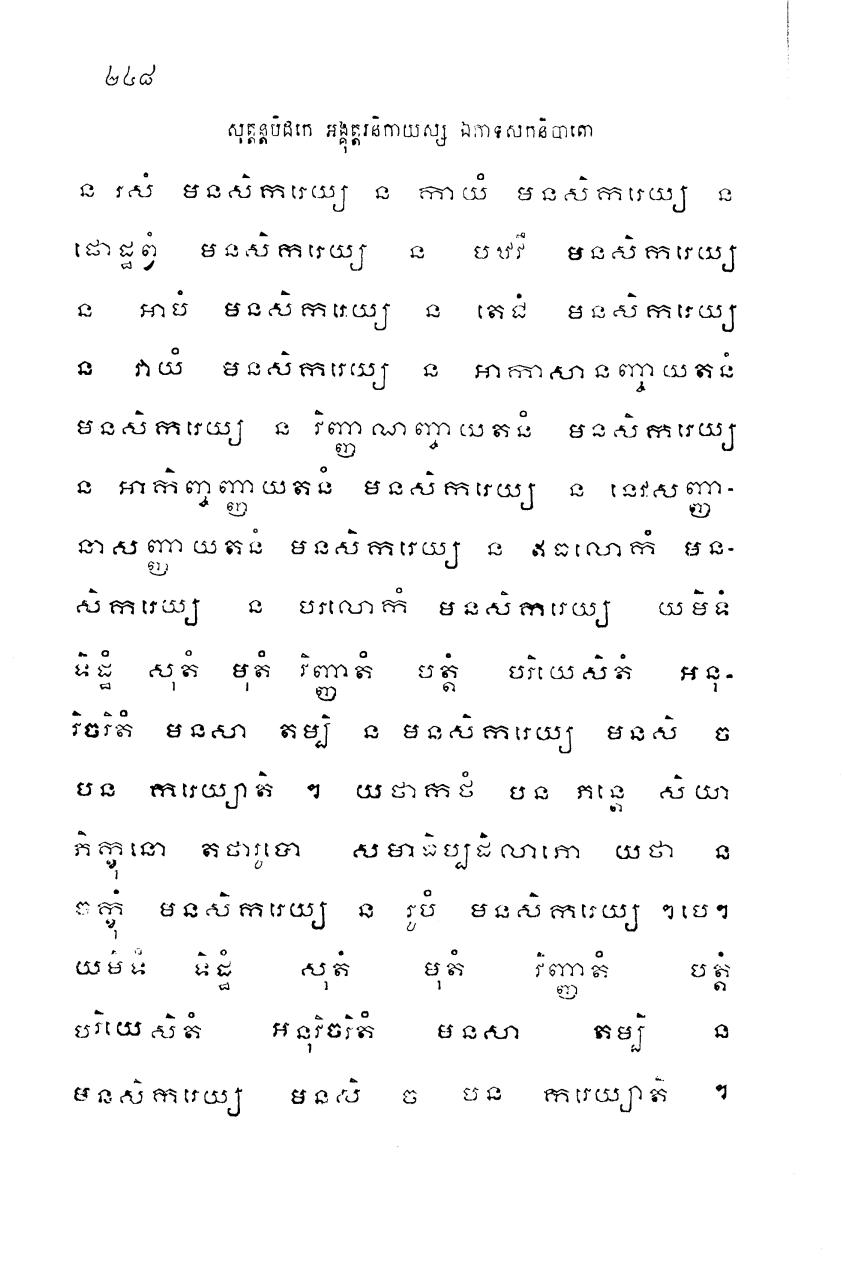 ២៤៨
សុត្តន្តបិដកេ អង្គុត្តរនិកាយស្ស ឯកាទសកនិបាតោ
ន រសំ មនសិការេយ្យ ន កាយំ មនសិការេយ្យ ន
ផោដ្ឋព្វំ មនសិការេយ្យ ន បឋវឹ មនសិការេយ្យ
ន អាបំ មនសិការេយ្យ ន តេជំ មនសិការេយ្យ
ន វាយំ មនសិការេយ្យ ន អាកាសានញ្ចាយតនំ
មនសិការេយ្យ ន វិញ្ញាណញ្ចាយតនំ មនសិការេយ្យ
ន អាកិញ្ចញ្ញាយតនំ មនសិការេយ្យ ន នេវសញ្ញា-
នាសញ្ញាយតនំ មនសិការេយ្យ ន ឥធលោកំ មន-
សិការេយ្យ ន បរលោកំ មនសិការេយ្យ យមិទំ
ទិដ្ឋំ សុតំ មុតំ វិញ្ញាតំ បត្តំ បរិយេសិតំ អនុ-
វិចរិតំ មនសា តម្បិ ន មនសិការេយ្យ មនសិ ច
បន ការេយ្យាតិ ។ យថាកថំ បន ភន្តេ សិយា
ភិក្ខុនោ តថារូបោ សមាធិប្បដិលាភោ យថា ន
ចក្ខុំ មនសិការេយ្យ ន រូបំ មនសិការេយ្យ ។បេ។
យមិទំ ទិដ្ឋំ សុតំ មុតំ វិញ្ញាតំ បត្តំ
បរិយេសិតំ អនុវិចរិតំ មនសា តម្បិ ន
មនសិការេយ្យ មនសិ ច បន ការេយ្យាតិ ។